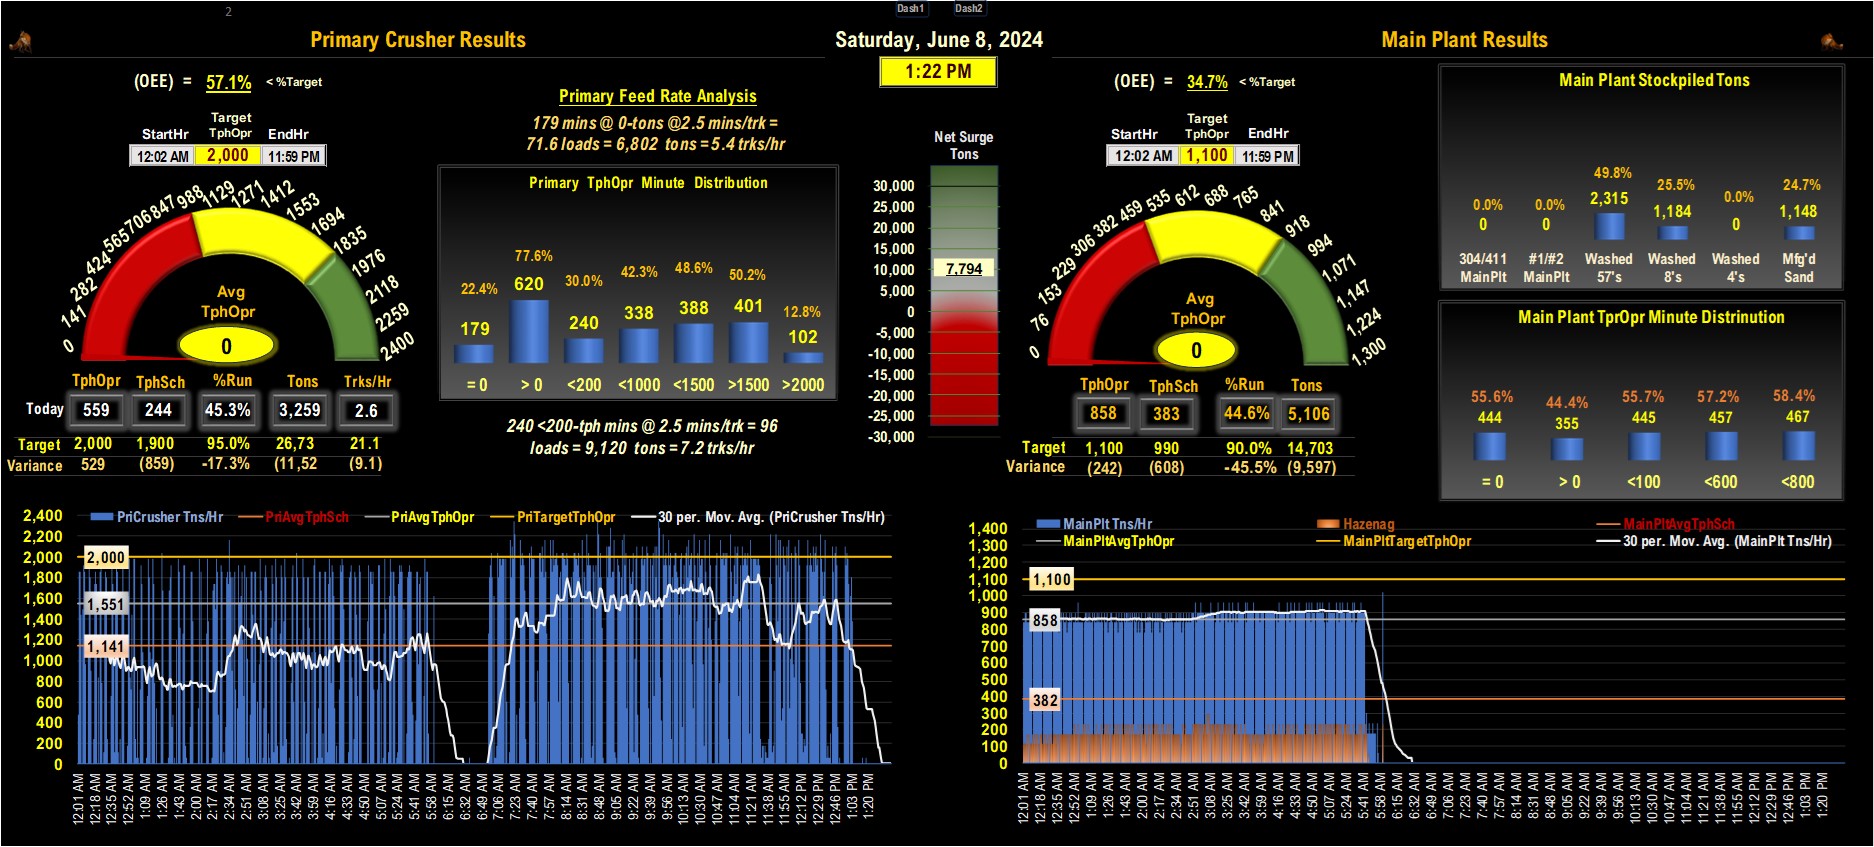 2
Dash1 Dash2
Primary Crusher Results
Saturday, June 8, 2024
Main Plant Results
1:22 PM
(OEE) = 57.1% < %Target
StartHr Target TphOpr EndHr
12:02 AM 2,000 11:59 PM
0 141 282 424 565 706 847 988 1129 1271 1412 1553 1694 1835 1976 2118 2259 2400
Avg
TphOpr
0
TphOpr TphSch %Run Tons Trks/Hr
Today 559 244 45.3% 3,259 2.6
Target 2,000 1,900 95.0% 26,73 21.1
Variance 529 (859) -17.3% (11,52 (9.1)
Primary Feed Rate Analysis
179 mins @ 0-tons @2.5 mins/trk =
71.6 loads = 6,802 tons = 5.4 trks/hr
Primary TphOpr Minute Distribution
22.4% 77.6% 30.0% 42.3% 48.6% 50.2% 12.8%
179 620 240 338 388 401 102
= 0 > 0 <200 <1000 <1500 >1500 >2000
240 <200-tph mins @ 2.5 mins/trk = 96
loads = 9,120 tons = 7.2 trks/hr
Net Surge
Tons
30,000
25,000
20,000
15,000
10,000
7,794
5,000
0
-5,000
-10,000
-15,000
-20,000
-25,000
-30,000
(OEE) = 34.7% < %Target
StartHr Target TphOpr EndHr
12:02 AM 1,100 11:59 PM
0 76 153 229 306 382 459 535 612 688 765 841 918 994 1,071 1,147 1,224 1,300
Avg
TphOpr
0
TphOpr TphSch %Run Tons
858 383 44.6% 5,106
Target 1,100 990 90.0% 14,703
Variance (242) (608) -45.5% (9,597)
Main Plant Stockpiled Tons
0.0% 0.0% 49.8% 25.5% 0.0% 24.7%
0 0 2,315 1,184 0 1,148
304/411 #1/#2 Washed Washed Washed Mfg'd
MainPlt MainPlt 57's 8's 4's Sand
Main Plant TprOpr Minute Distrinution
55.6% 44.4% 55.7% 57.2% 58.4%
444 355 445 457 467
= 0 > 0 <100 <600 <800
PriCrusher Tns/Hr PriAvgTphSch PriAvgTphOpr PriTargetTphOpr 30 per. Mov. Avg. (PriCrusher Tns/Hr)
2,400
2,200
2,000
1,800
1,600
1,400
1,200
1,000
800
600
400
200
0
2,000
1,551
1,141
12:01 AM 12:18 AM 12:35 AM 12:52 AM 1:09 AM 1:26 AM 1:43 AM 2:00 AM 2:17 AM 2:34 AM 2:51 AM 3:08 AM 3:25 AM 3:42 AM 3:59 AM 4:16 AM 4:33 AM 4:50 AM 5:07 AM 5:24 AM 5:41 AM 5:58 AM 6:15 AM 6:32 AM 6:49 AM 7:06 AM 7:23 AM 7:40 AM 7:57 AM 8:14 AM 8:31 AM 8:48 AM 9:05 AM 9:22 AM 9:39 AM 9:56 AM 10:13 AM 10:30 AM 10:47 AM 11:04 AM 11:21 AM 11:38 AM 11:55 AM 12:12 PM 12:29 PM 12:46 PM 1:03 PM 1:20 PM
MainPlt Tns/Hr Hazenag MainPltAvgTphSch
MainPltAvgTphOpr MainPltTargetTphOpr 30 per. Mov. Avg. (MainPlt Tns/Hr)
1,400
1,300
1,200
1,100
1,000
900
800
700
600
500
400
300
200
100
0
1,100
858
382
12:01 AM 12:18 AM 12:35 AM 12:52 AM 1:09 AM 1:26 AM 1:43 AM 2:00 AM 2:17 AM 2:34 AM 2:51 AM 3:08 AM 3:25 AM 3:42 AM 3:59 AM 4:16 AM 4:33 AM 4:50 AM 5:07 AM 5:24 AM 5:41 AM 5:58 AM 6:15 AM 6:32 AM 6:49 AM 7:06 AM 7:23 AM 7:40 AM 7:57 AM 8:14 AM 8:31 AM 8:48 AM 9:05 AM 9:22 AM 9:39 AM 9:56 AM 10:13 AM 10:30 AM 10:47 AM 11:04 AM 11:21 AM 11:38 AM 11:55 AM 12:12 PM 12:29 PM 12:46 PM 1:03 PM 1:20 PM